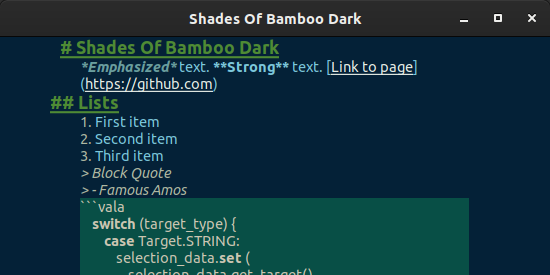 Shades Of Bamboo Dark
# Shades Of Bamboo Dark
*Emphasized* text. **Strong** text. [Link to page]
(https://github.com)
## Lists
1. First item
2. Second item
3. Third item
> Block Quote
> - Famous Amos
```vala
switch (target_type) {
case Target.STRING:
selection_data.set (
selection_data.get_target()